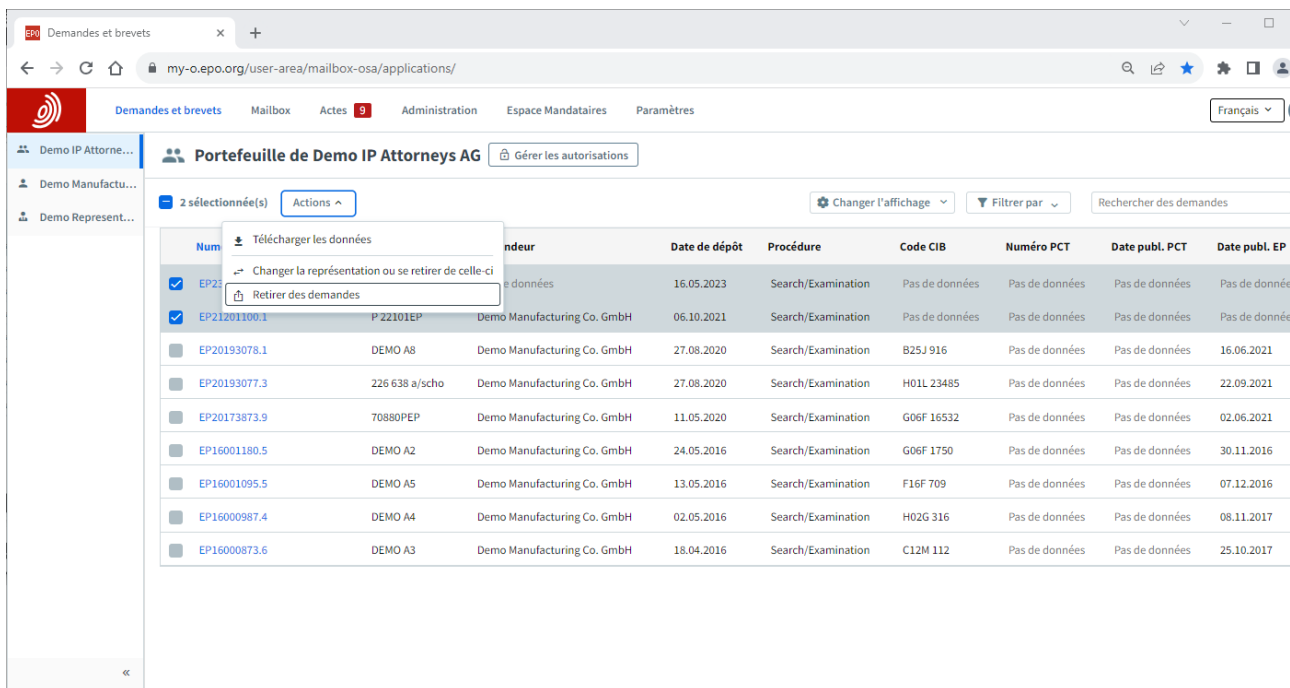 EPO Demandes et brevets
my-o.epo.org/user-area/mailbox-osa/applications/
Demandes et brevets Mailbox Actes 9 Administration Espace Mandataires Paramètres Français
Demo IP Attorne... Portefeuille de Demo IP Attorneys AG Gérer les autorisations
Demo Manufactu...
Demo Represent...
2 sélectionnée(s) Actions Changer l'affichage Filtrer par Rechercher des demandes
Télécharger les données
Changer la représentation ou se retirer de celle-ci
Retirer des demandes
Num ndeur Date de dépôt Procédure Code CIB Numéro PCT Date publ. PCT Date publ. EP
EP23 e données 16.05.2023 Search/Examination Pas de données Pas de données Pas de données Pas de donnée
EP21201100.1 P 22101EP Demo Manufacturing Co. GmbH 06.10.2021 Search/Examination Pas de données Pas de données Pas de données Pas de donnée
EP20193078.1 DEMO A8 Demo Manufacturing Co. GmbH 27.08.2020 Search/Examination B25J 916 Pas de données Pas de données 16.06.2021
EP20193077.3 226 638 a/scho Demo Manufacturing Co. GmbH 27.08.2020 Search/Examination H01L 23485 Pas de données Pas de données 22.09.2021
EP20173873.9 70880PEP Demo Manufacturing Co. GmbH 11.05.2020 Search/Examination G06F 16532 Pas de données Pas de données 02.06.2021
EP16001180.5 DEMO A2 Demo Manufacturing Co. GmbH 24.05.2016 Search/Examination G06F 1750 Pas de données Pas de données 30.11.2016
EP16001095.5 DEMO A5 Demo Manufacturing Co. GmbH 13.05.2016 Search/Examination F16F 709 Pas de données Pas de données 07.12.2016
EP16000987.4 DEMO A4 Demo Manufacturing Co. GmbH 02.05.2016 Search/Examination H02G 316 Pas de données Pas de données 08.11.2017
EP16000873.6 DEMO A3 Demo Manufacturing Co. GmbH 18.04.2016 Search/Examination C12M 112 Pas de données Pas de données 25.10.2017